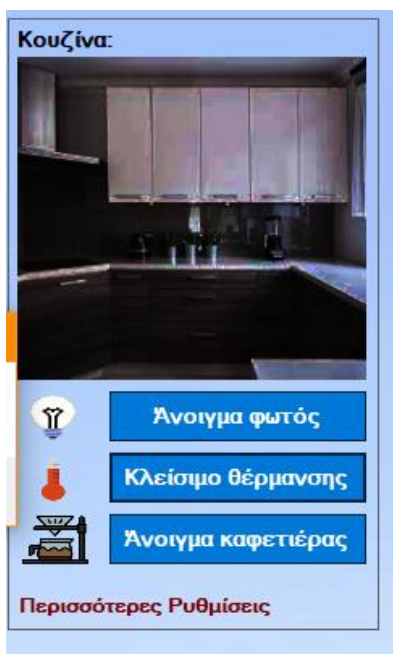 Κουζίνα:
Άνοιγμα φωτός
Κλείσιμο θέρμανσης
Άνοιγμα καφετιέρας
Περισσότερες Ρυθμίσεις